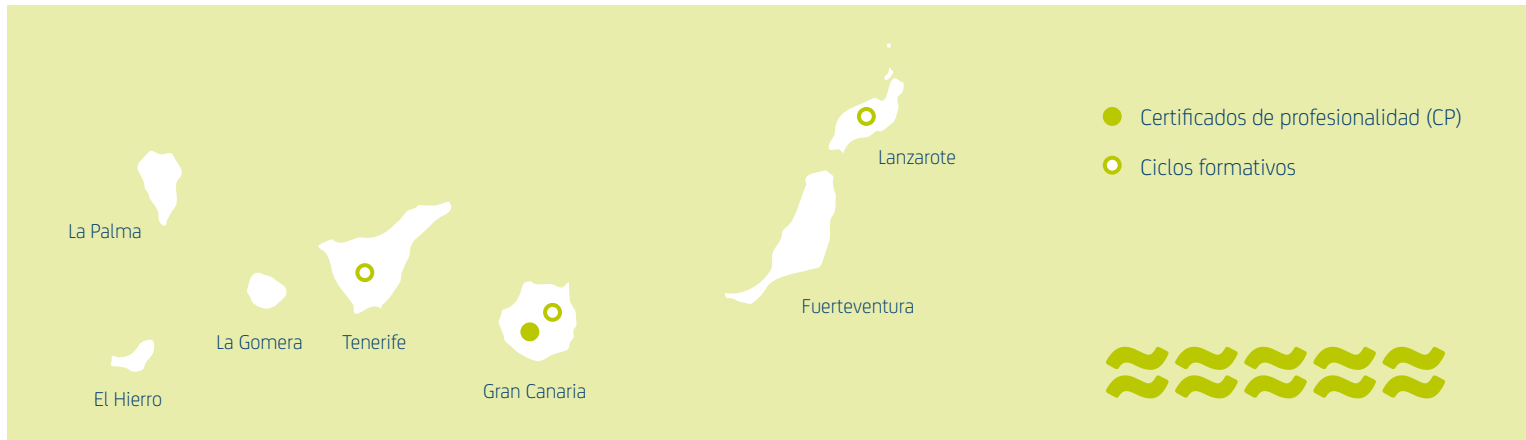 Certificados de profesionalidad (CP)
Lanzarote
Ciclos formativos
La Palma
Fuerteventura
La Gomera
Tenerife
Gran Canaria
El Hierro